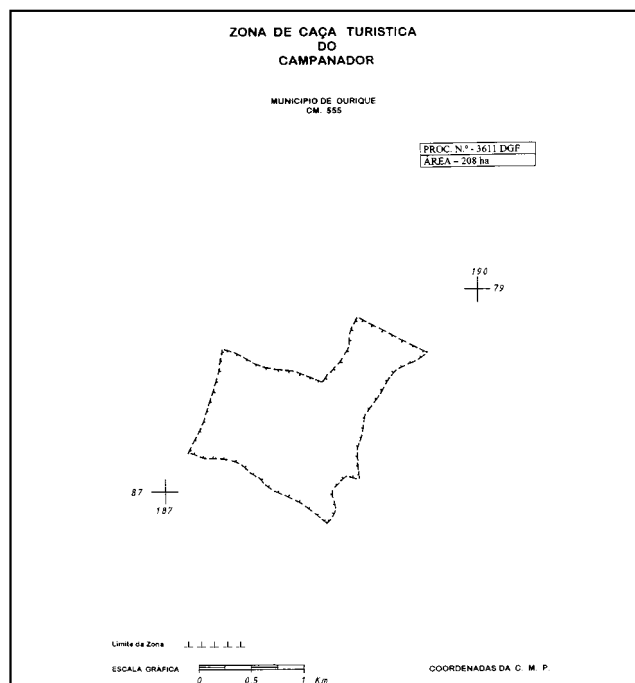 ZONA DE CAÇA TURISTICA
DO
CAMPANADOR
MUNICIPIO DE OURIQUE
CM. 555
PROC. N.º - 3611 DGF
ÁREA – 208 ha
190
79
87
187
Limite da Zona
ESCALA GRÁFICA
0 0.5 1 Km
COORDENADAS DA C. M. P.